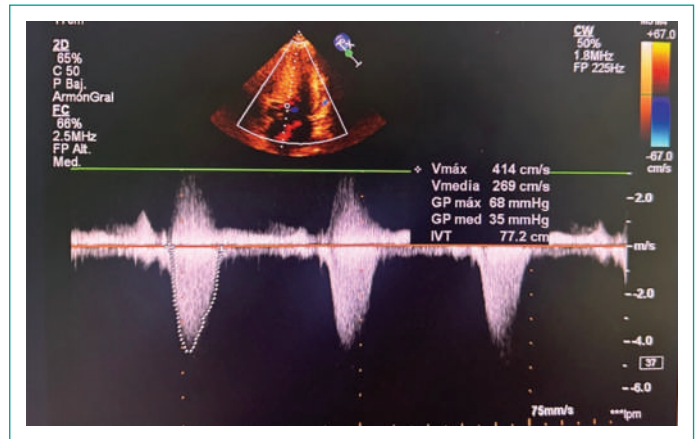 2D
65%
C 50
P Baj.
ArmónGral
FC
66%
2.5MHz
FP Alt.
Med.
CW
50%
1.8MHz
FP 225Hz
+67.0
-67.0
cm/s
Vmáx 414 cm/s
Vmedia 269 cm/s
GP máx 68 mmHg
GP med 35 mmHg
IVT 77.2 cm
-2.0
m/s
-2.0
-4.0
37
-6.0
75mm/s
***lpm